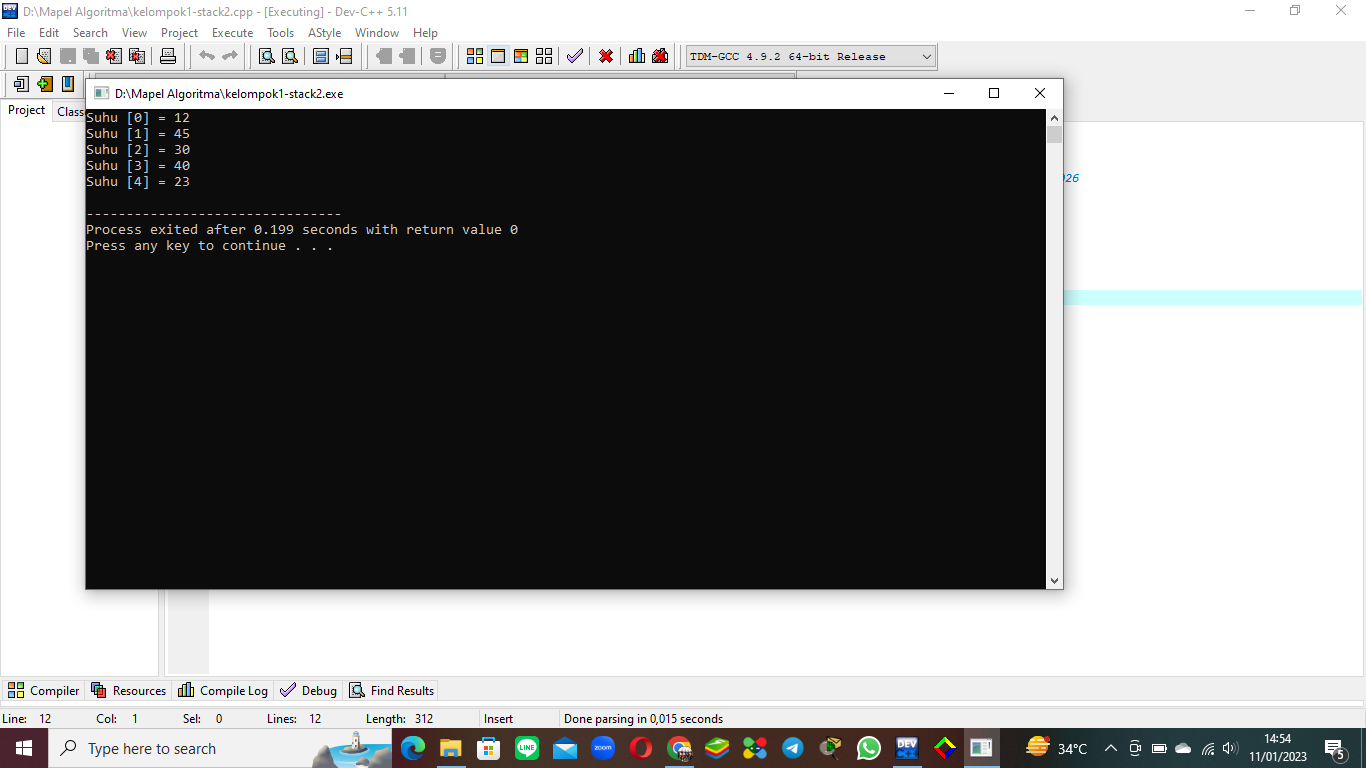 D:\Mapel Algoritma\kelompok1-stack2.cpp - [Executing] - Dev-C++ 5.11
File Edit Search View Project Execute Tools AStyle Window Help
TDM-GCC 4.9.2 64-bit Release
D:\Mapel Algoritma\kelompok1-stack2.exe
Project Class
Suhu [0] = 12
Suhu [1] = 45
Suhu [2] = 30
Suhu [3] = 40
Suhu [4] = 23
--------------------------------
Process exited after 0.199 seconds with return value 0
Press any key to continue . . .
26
Compiler Resources Compile Log Debug Find Results
Line: 12 Col: 1 Sel: 0 Lines: 12 Length: 312 Insert Done parsing in 0,015 seconds
Type here to search
LINE
zoom
DEV
34°C
14:54
11/01/2023
5